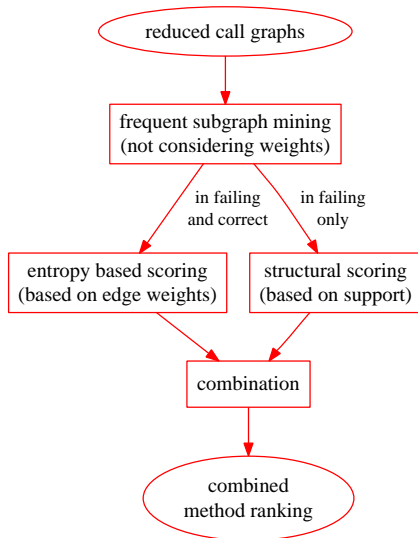 reduced call graphs
frequent subgraph mining
(not considering weights)
in failing
and correct
in failing
only
entropy based scoring
(based on edge weights)
structural scoring
(based on support)
combination
combined
method ranking